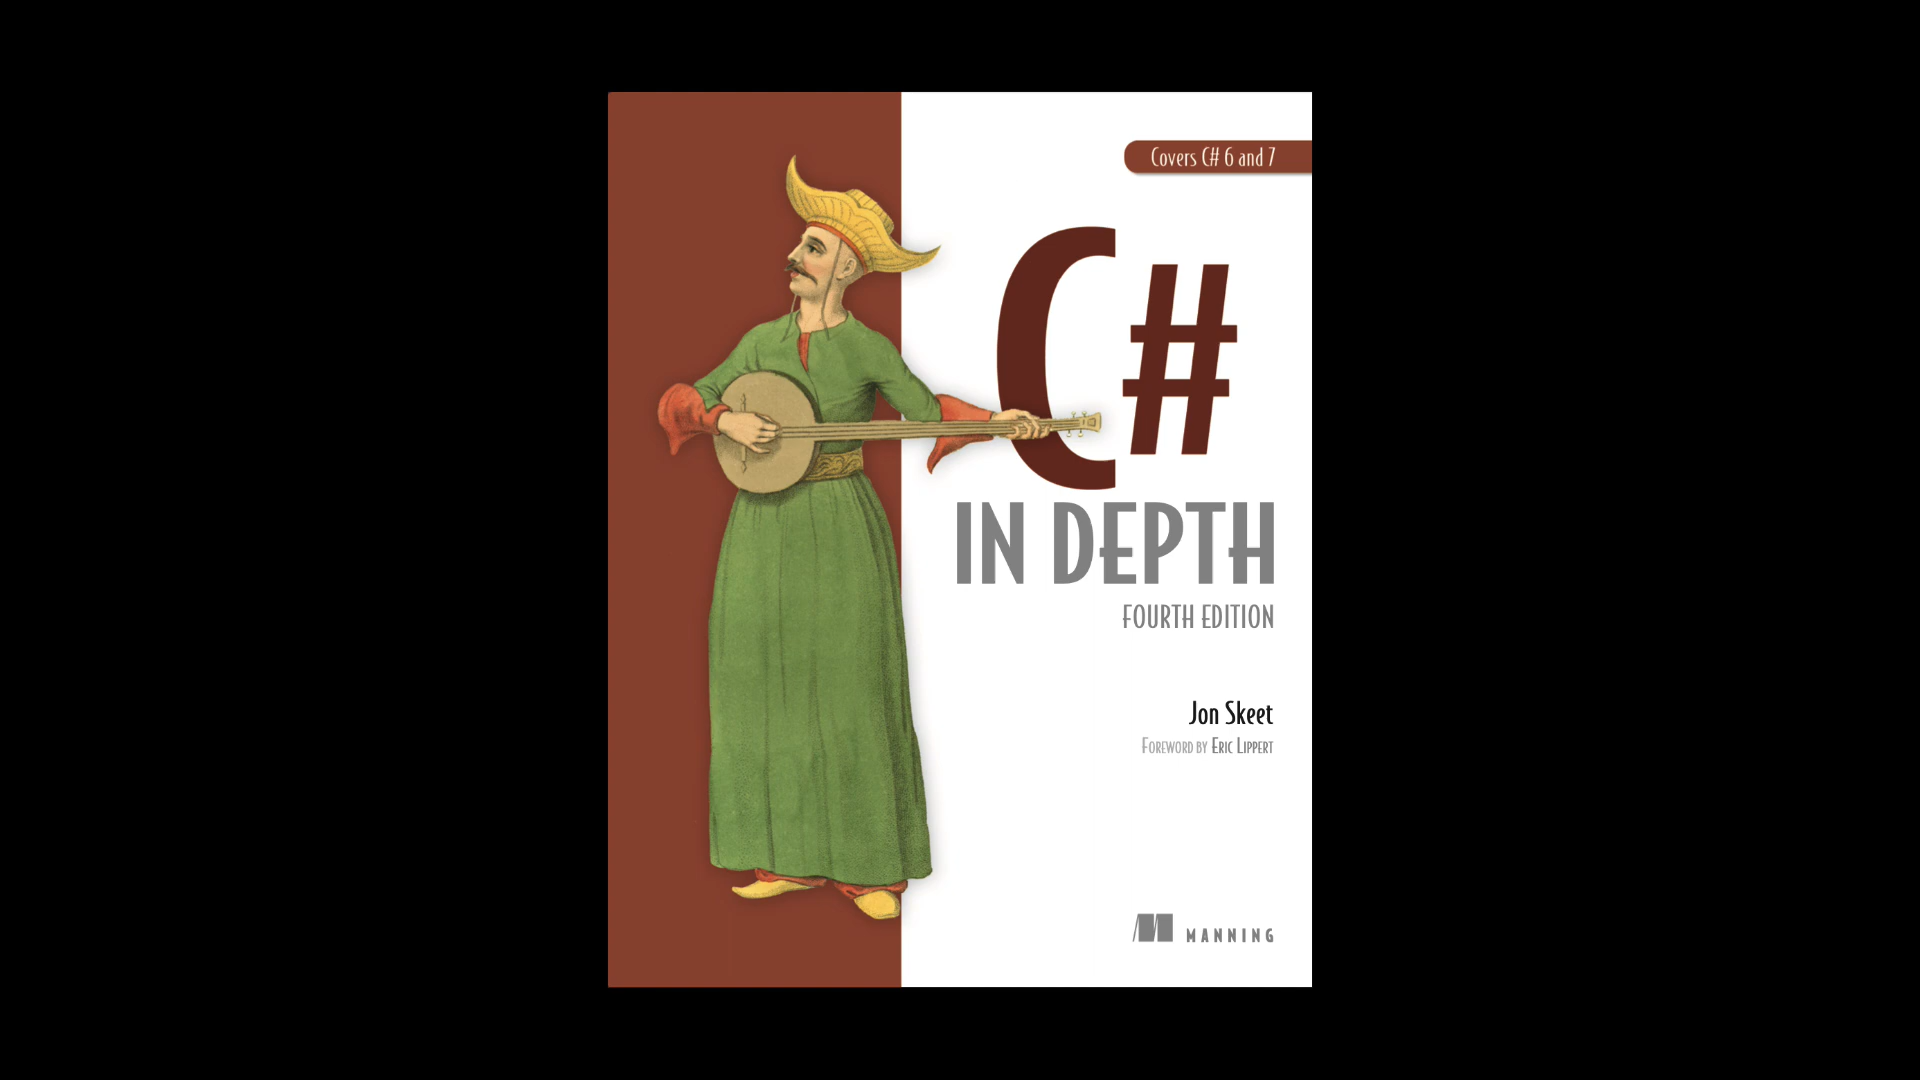 Covers C# 6 and 7
C#
IN DEPTH
FOURTH EDITION
Jon Skeet
FOREWORD BY ERIC LIPPERT
MANNING